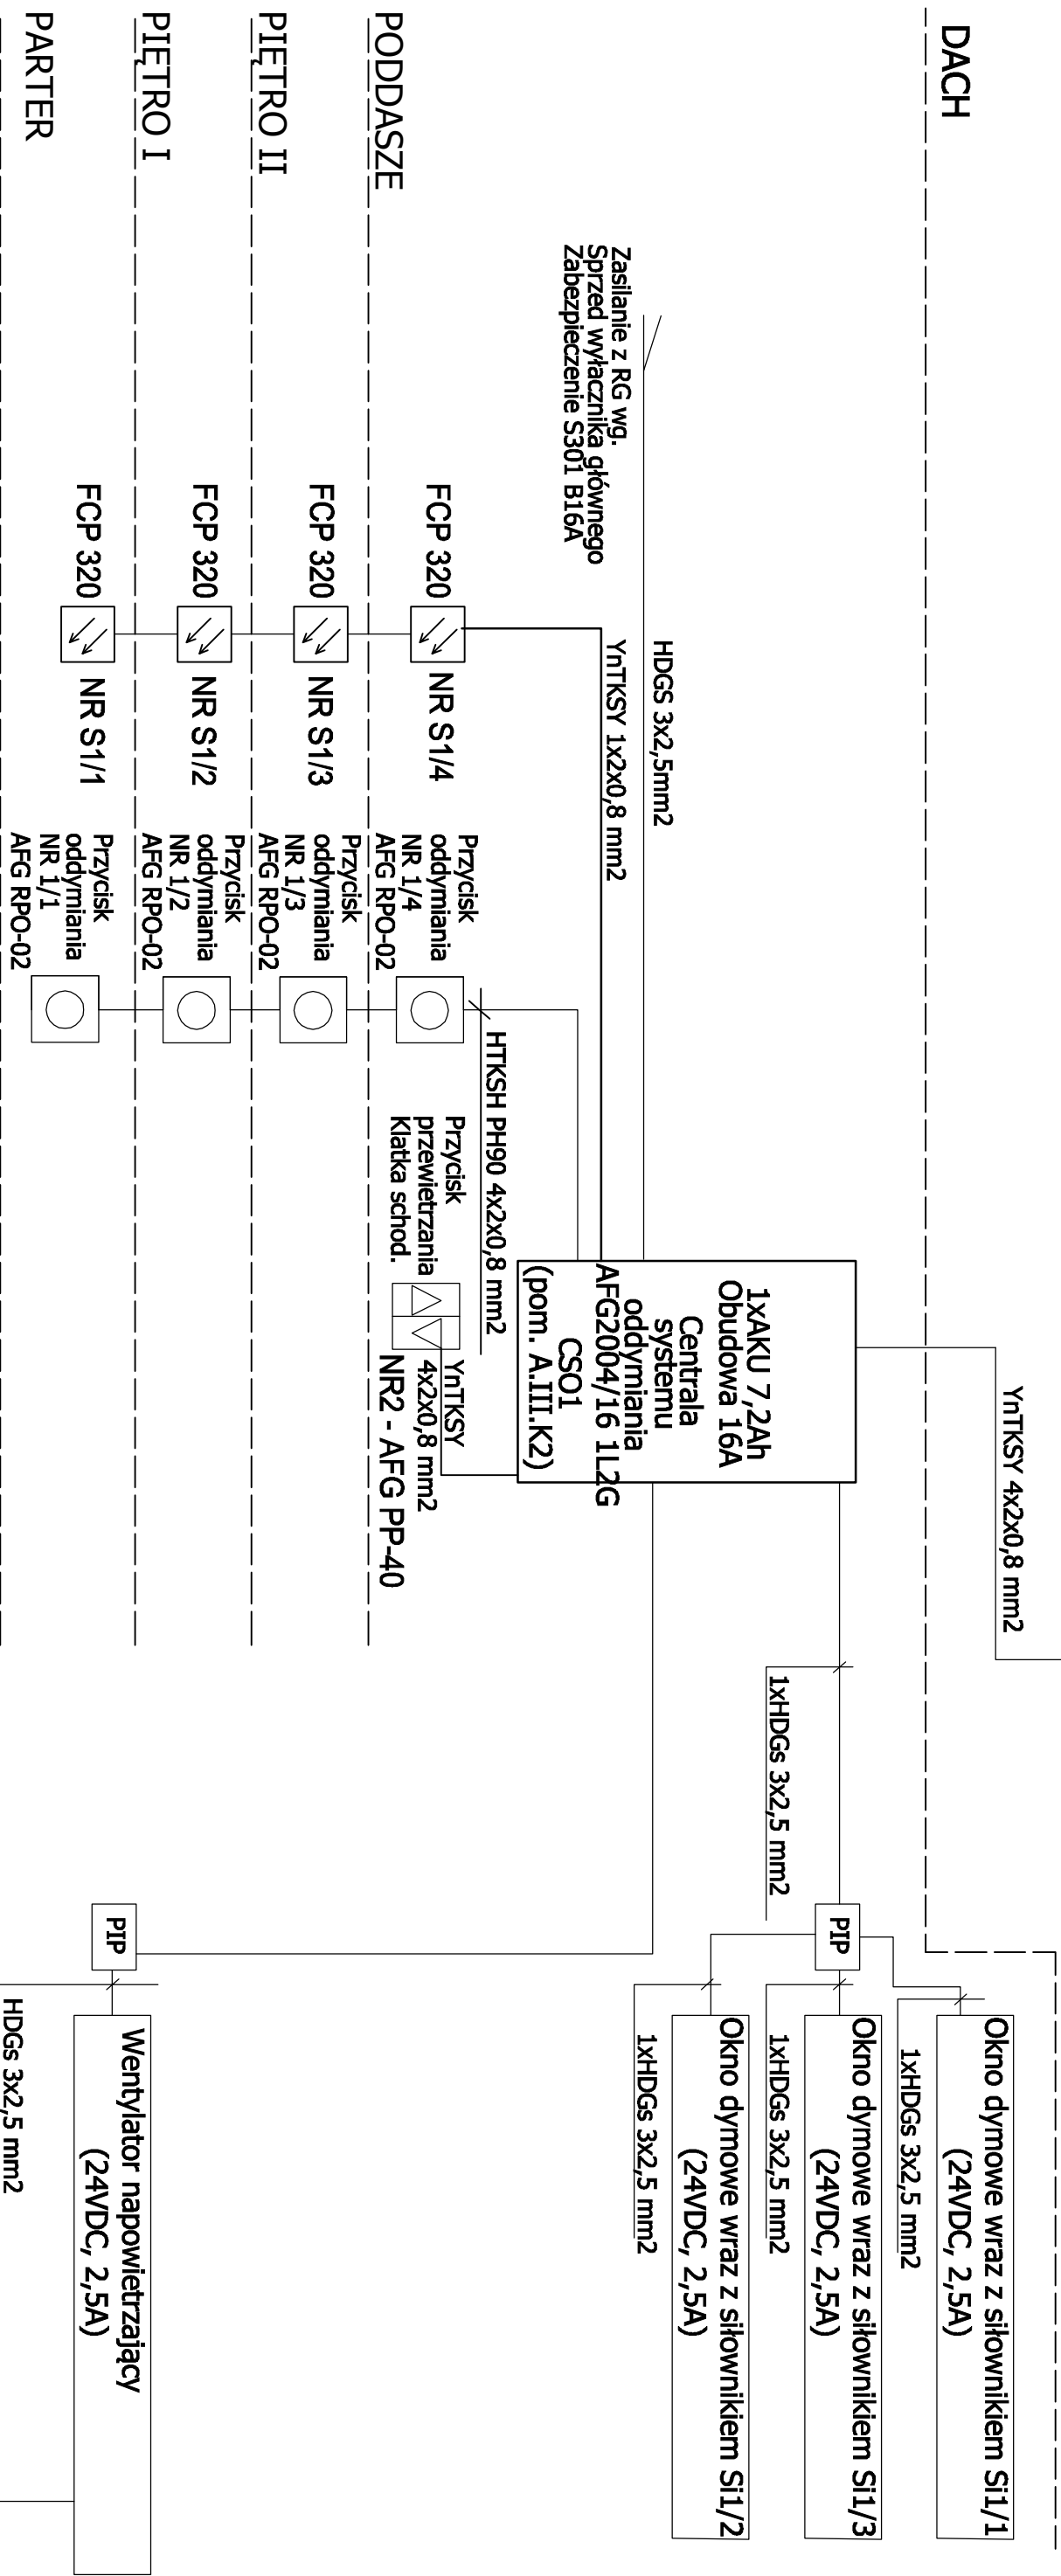 DACH
YnTKSY 4x2x0,8 mm2
Okno dymowe wraz z siłownikiem Si1/1
(24VDC, 2,5A)
1xHDGs 3x2,5 mm2
Okno dymowe wraz z siłownikiem Si1/3
(24VDC, 2,5A)
1xHDGs 3x2,5 mm2
Okno dymowe wraz z siłownikiem Si1/2
(24VDC, 2,5A)
1xHDGs 3x2,5 mm2
PIP
1xHDGs 3x2,5 mm2
1xAKU 7,2Ah
Obudowa 16A
Centrala
systemu
oddymiania
AFG2004/16 1L2G
CSO1
(pom. A.III.K2)
Zasilanie z RG wg.
Sprzed wyłacznika głównego
Zabezpieczenie S301 B16A
HDGS 3x2,5mm2
YnTKSY 1x2x0,8 mm2
HTKSH PH90 4x2x0,8 mm2
Przycisk
przewietrzania
Klatka schod.
YnTKSY
4x2x0,8 mm2
NR2 - AFG PP-40
PODDASZE
FCP 320
NR S1/4
Przycisk
oddymiania
NR 1/4
AFG RPO-02
PIĘTRO II
FCP 320
NR S1/3
Przycisk
oddymiania
NR 1/3
AFG RPO-02
PIĘTRO I
FCP 320
NR S1/2
Przycisk
oddymiania
NR 1/2
AFG RPO-02
PARTER
FCP 320
NR S1/1
Przycisk
oddymiania
NR 1/1
AFG RPO-02
PIP
Wentylator napowietrzający
(24VDC, 2,5A)
HDGs 3x2,5 mm2